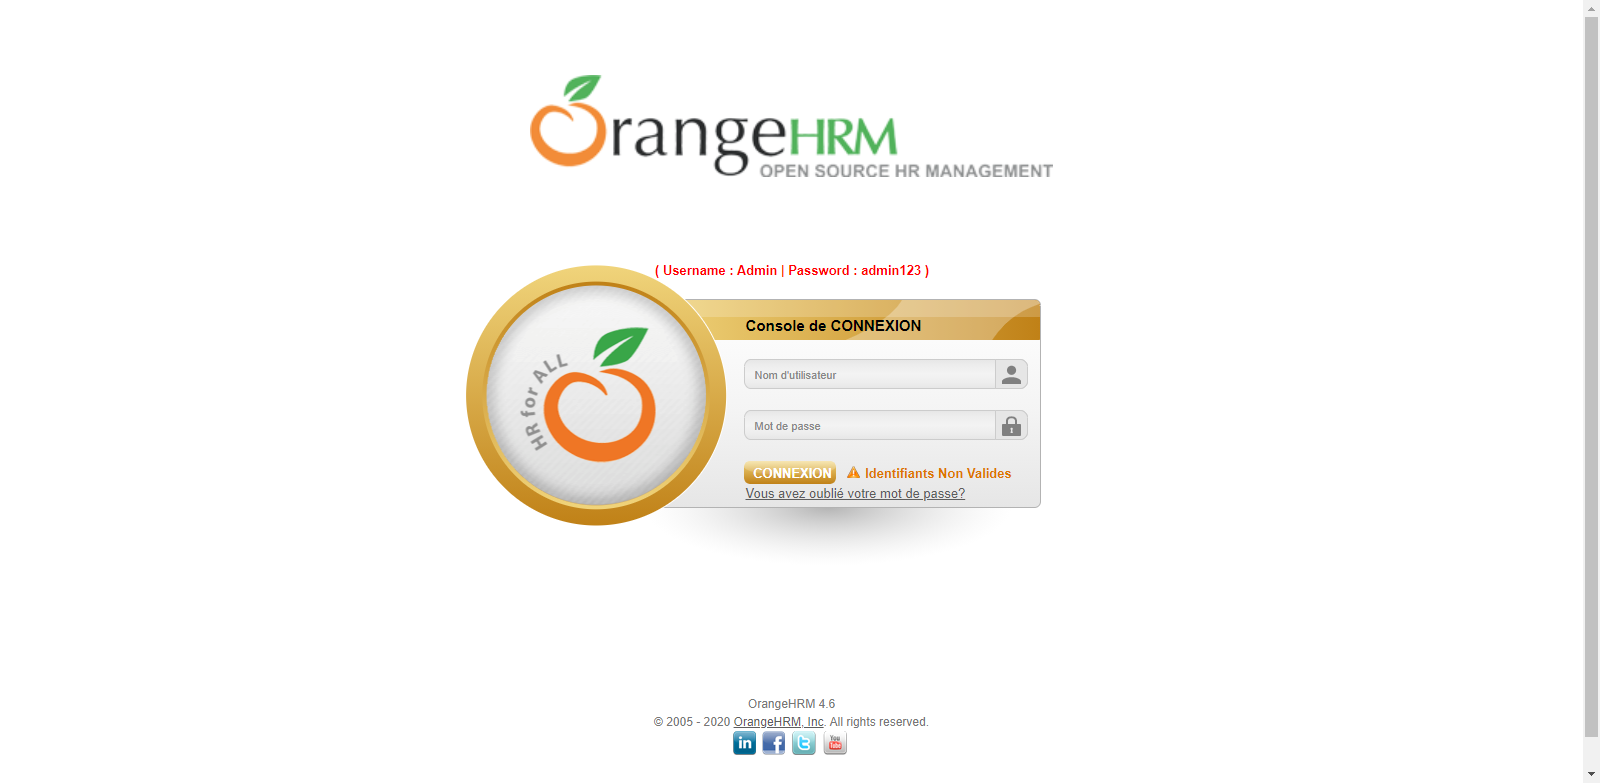 OrangeHRM
OPEN SOURCE HR MANAGEMENT
( Username : Admin | Password : admin123 )
HR for ALL
Console de CONNEXION
Nom d'utilisateur
Mot de passe
CONNEXION Identifiants Non Valides
Vous avez oublié votre mot de passe?
OrangeHRM 4.6
© 2005 - 2020 OrangeHRM, Inc. All rights reserved.
in f t You Tube